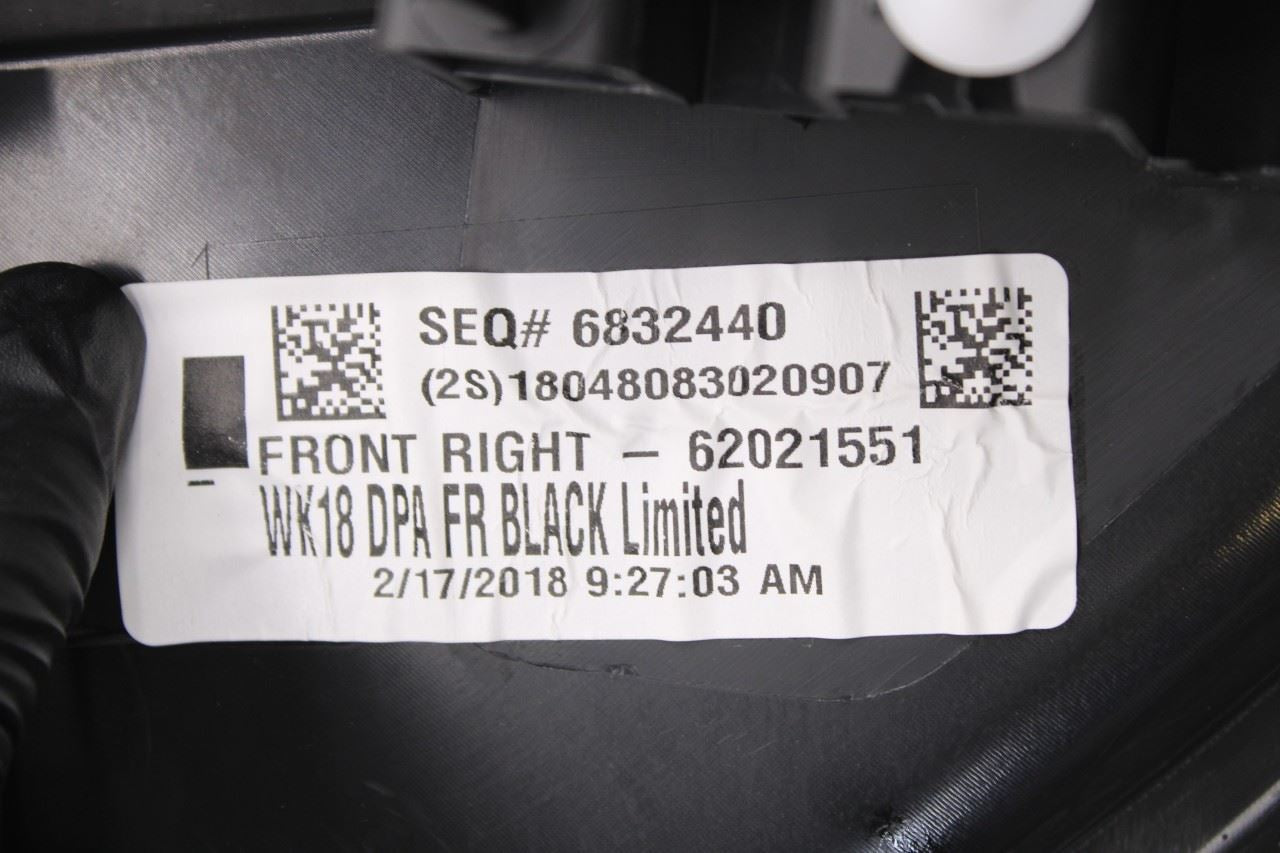 SEQ# 6832440
(2S)18048083020907
FRONT RIGHT – 62021551
WK18 DPA FR BLACK Limited
2/17/2018 9:27:03 AM